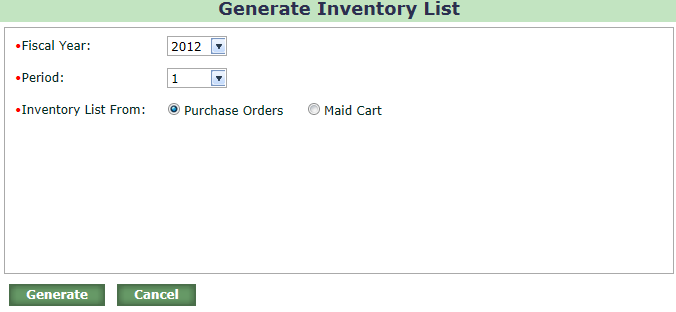 Generate Inventory List
•Fiscal Year: 2012
•Period: 1
•Inventory List From: Purchase Orders Maid Cart
Generate Cancel